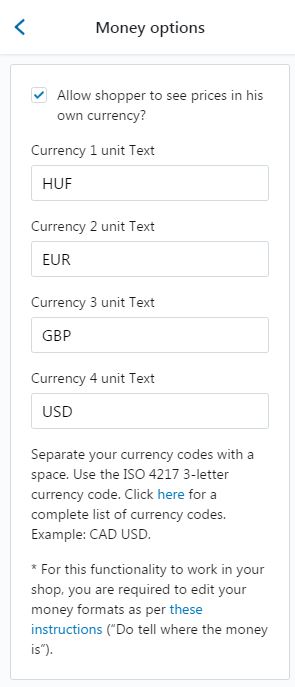 Money options
Allow shopper to see prices in his
own currency?
Currency 1 unit Text
HUF
Currency 2 unit Text
EUR
Currency 3 unit Text
GBP
Currency 4 unit Text
USD
Separate your currency codes with a
space. Use the ISO 4217 3-letter
currency code. Click here for a
complete list of currency codes.
Example: CAD USD.
* For this functionality to work in your
shop, you are required to edit your
money formats as per these
instructions ("Do tell where the money
is").